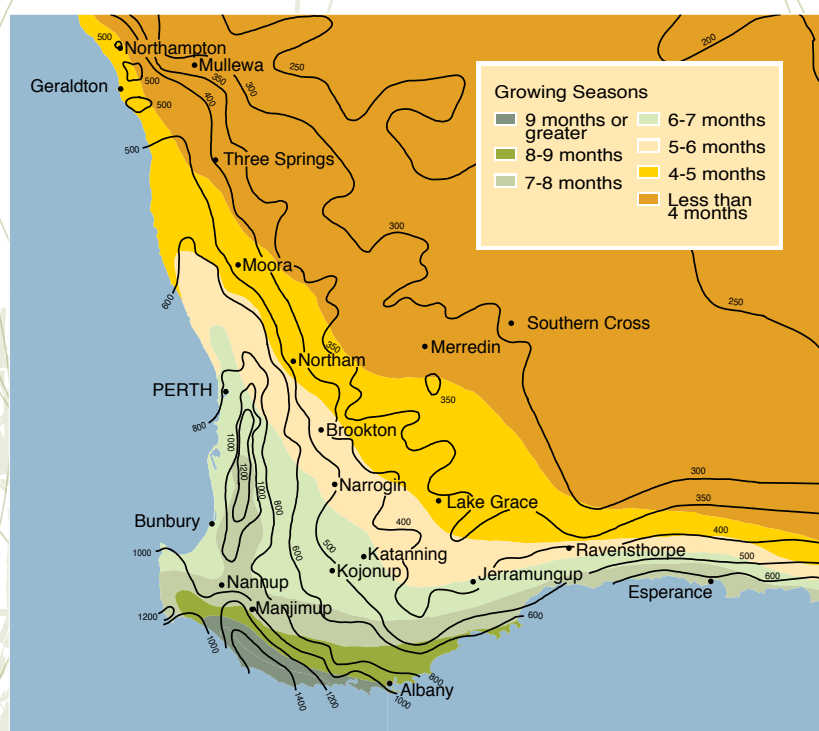 500
Northampton
Mullewa
200
250
500
350
300
Geraldton
400
500
Growing Seasons
9 months or
greater
8-9 months
7-8 months
6-7 months
5-6 months
4-5 months
Less than
4 months
500
Three Springs
300
Moora
600
250
Southern Cross
350
Merredin
Northam
PERTH
350
800
Brookton
1000
1200
1000
800
300
Narrogin
350
Lake Grace
Bunbury
400
400
500
600
1000
Katanning
Ravensthorpe
500
Kojonup
Jerramungup
600
Nannup
Esperance
Manjimup
1200
600
1000
800
Albany
1400
1200
1000